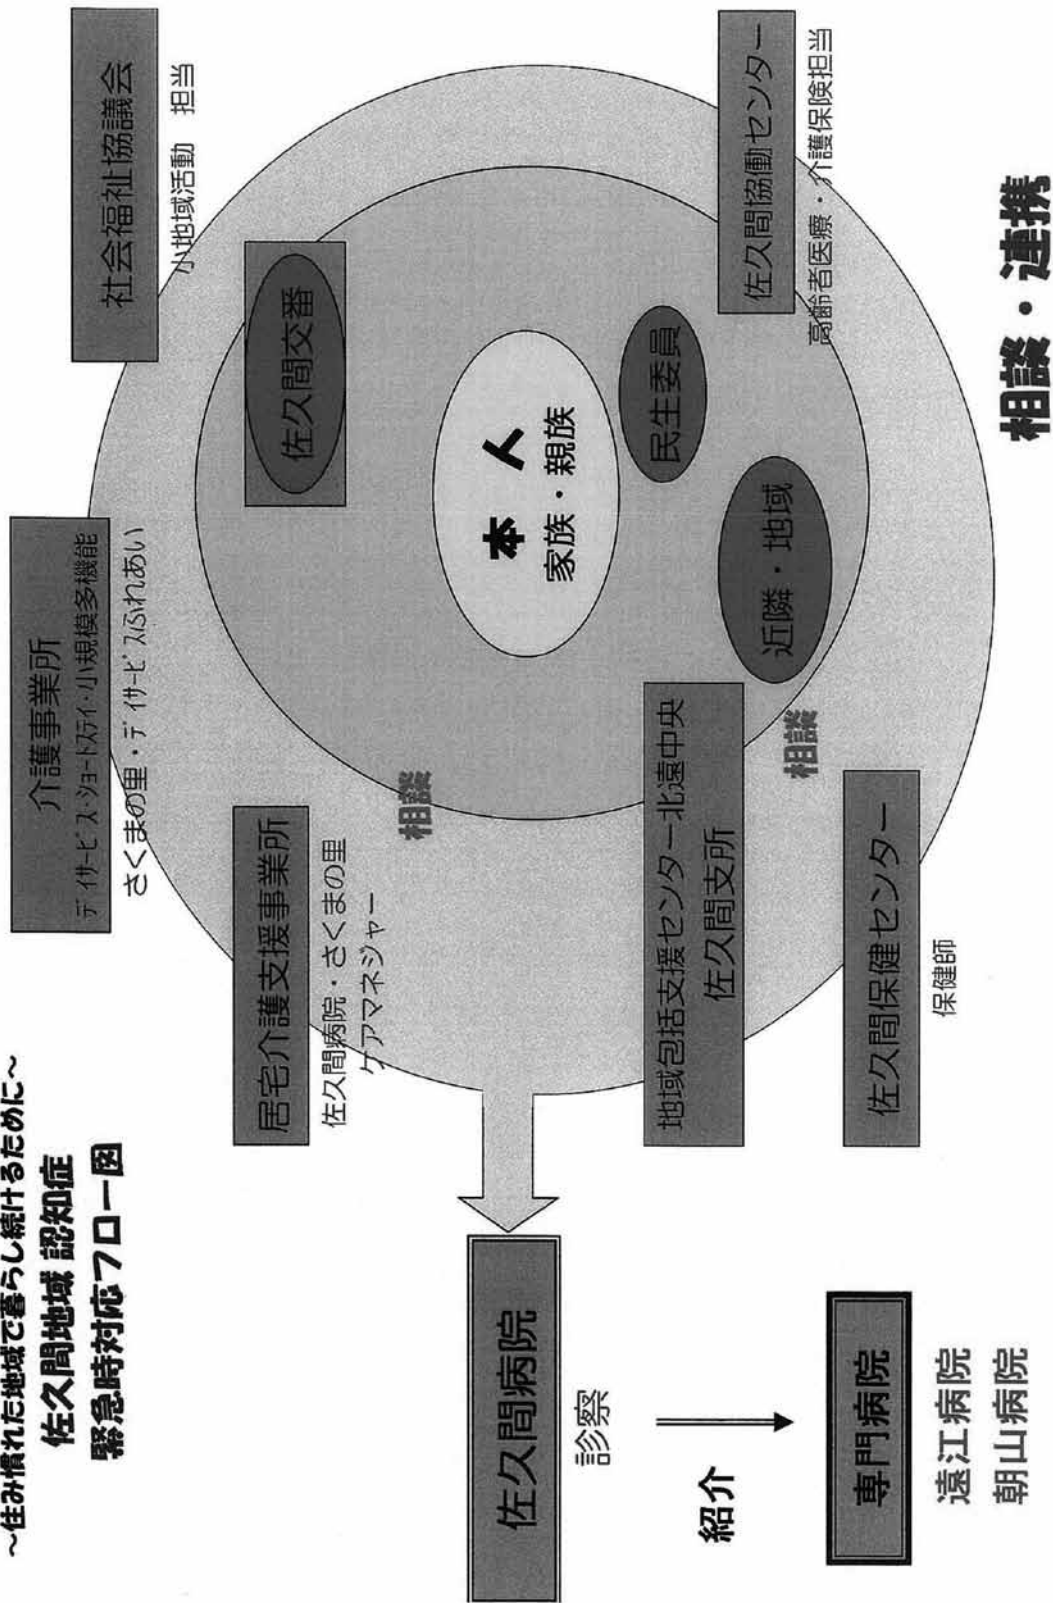 ～住み慣れた地域で暮らし続けるために～
佐久間地域 認知症
緊急時対応フロー図
介護事業所
デイサービス・ショートステイ・小規模多機能
さくまの里・デイサービスふれあい
社会福祉協議会
小地域活動 担当
居宅介護支援事業所
佐久間病院・さくまの里
ケアマネジャー
佐久間交番
相談
本 人
家族・親族
佐久間病院
診察
民生委員
近隣・地域
地域包括支援センター北遠中央
佐久間支所
相談
佐久間協働センター
高齢者医療・介護保険担当
佐久間保健センター
保健師
紹介
専門病院
遠江病院
朝山病院
相談・連携